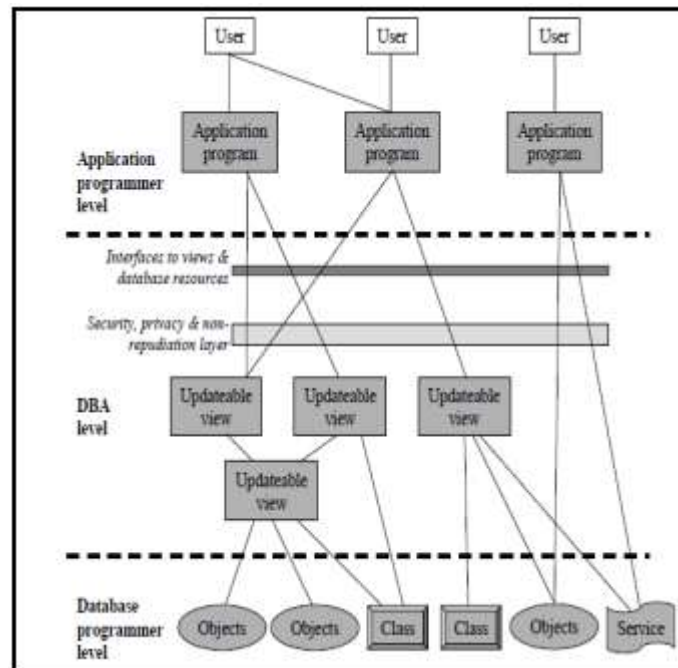 User
User
User
Application
program
Application
program
Application
program
Application
programmer
level
Interfaces to views &
database resources
Security, privacy & non-
repudiation layer
DBA
level
Updateable
view
Updateable
view
Updateable
view
Updateable
view
Database
programmer
level
Objects
Objects
Class
Class
Objects
Service